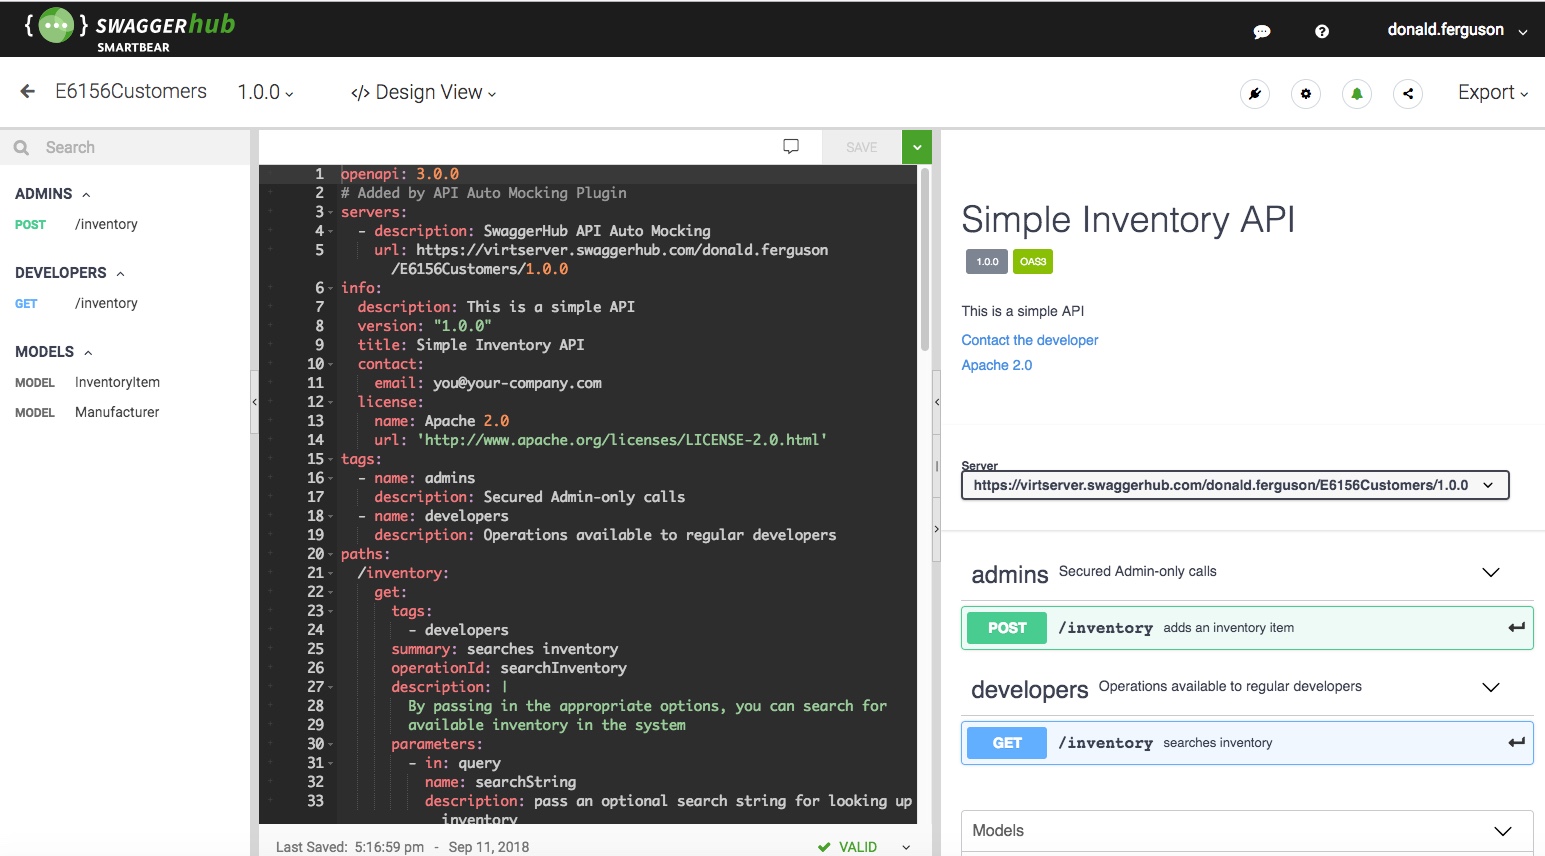 { ... } SWAGGERhub
SMARTBEAR
donald.ferguson
E6156Customers 1.0.0 </> Design View
Export
Search
SAVE
ADMINS
POST /inventory
DEVELOPERS
GET /inventory
MODELS
MODEL InventoryItem
MODEL Manufacturer
1 openapi: 3.0.0
2 # Added by API Auto Mocking Plugin
3 servers:
4 - description: SwaggerHub API Auto Mocking
5 url: https://virtserver.swaggerhub.com/donald.ferguson
/E6156Customers/1.0.0
6 info:
7 description: This is a simple API
8 version: "1.0.0"
9 title: Simple Inventory API
10 contact:
11 email: you@your-company.com
12 license:
13 name: Apache 2.0
14 url: 'http://www.apache.org/licenses/LICENSE-2.0.html'
15 tags:
16 - name: admins
17 description: Secured Admin-only calls
18 - name: developers
19 description: Operations available to regular developers
20 paths:
21 /inventory:
22 get:
23 tags:
24 - developers
25 summary: searches inventory
26 operationId: searchInventory
27 description: |
28 By passing in the appropriate options, you can search for
29 available inventory in the system
30 parameters:
31 - in: query
32 name: searchString
33 description: pass an optional search string for looking up
inventory
Last Saved: 5:16:59 pm - Sep 11, 2018
VALID
Simple Inventory API
1.0.0 OAS3
This is a simple API
Contact the developer
Apache 2.0
Server
https://virtserver.swaggerhub.com/donald.ferguson/E6156Customers/1.0.0
admins Secured Admin-only calls
POST /inventory adds an inventory item
developers Operations available to regular developers
GET /inventory searches inventory
Models